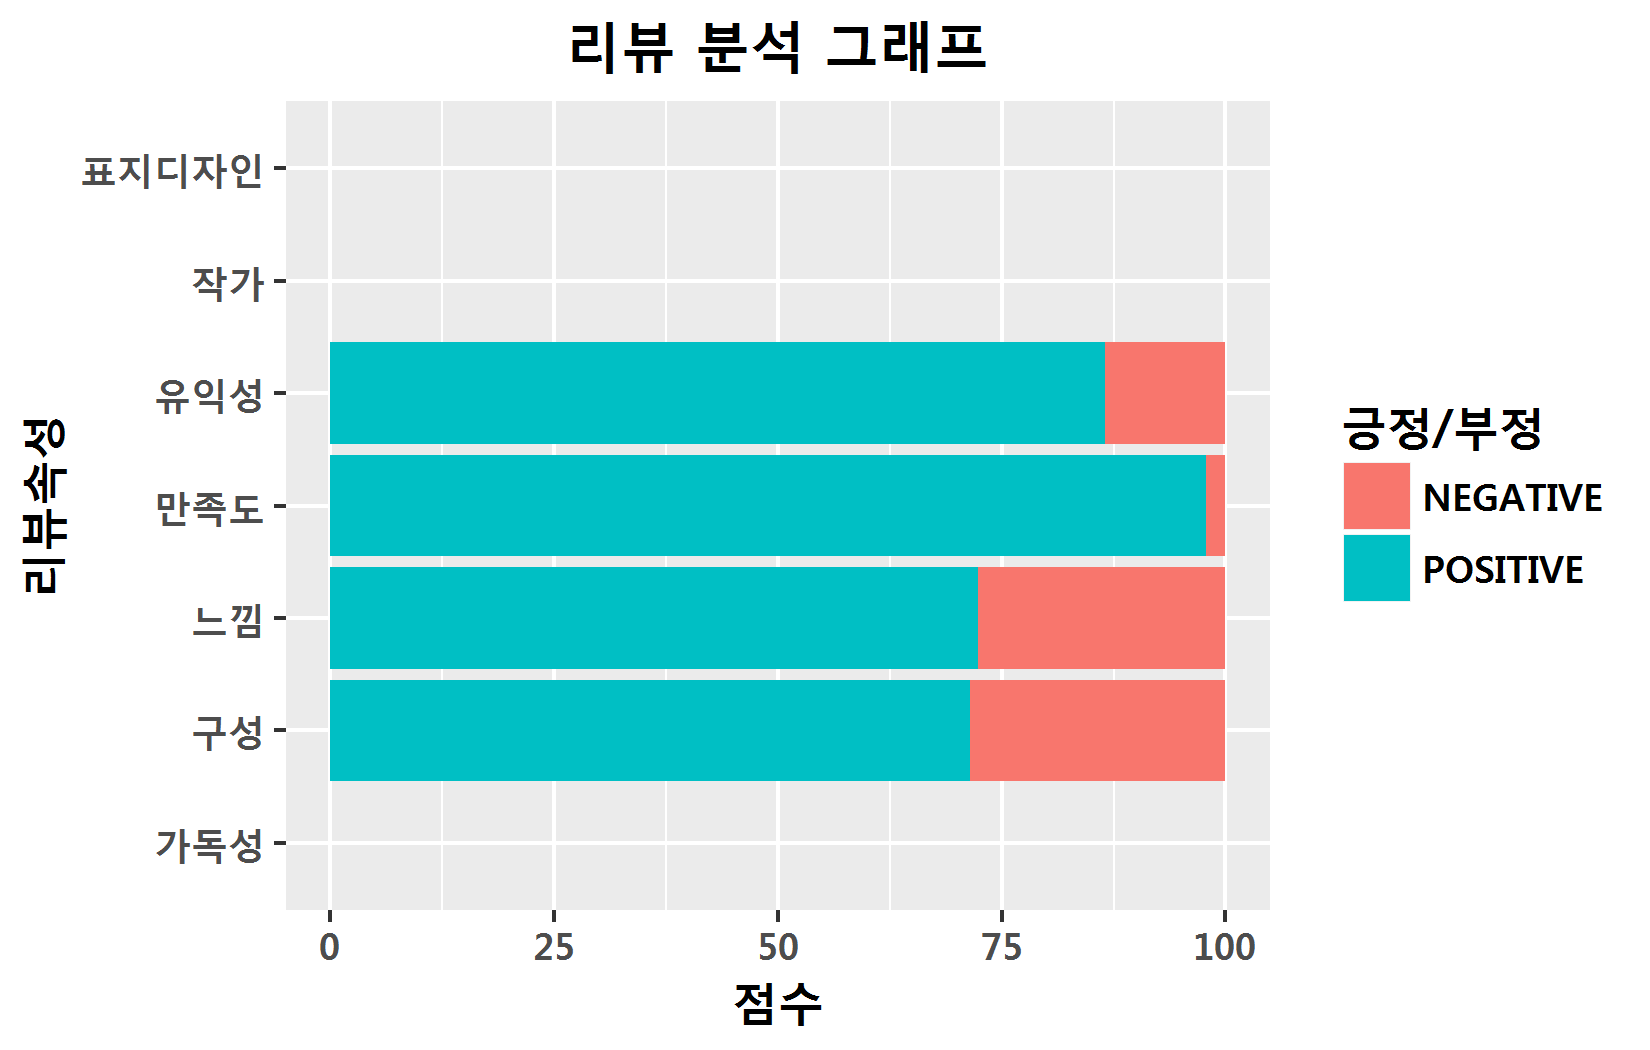 리뷰 분석 그래프
표지디자인
작가
유익성
만족도
느낌
구성
가독성
리뷰속성
0 25 50 75 100
점수
긍정/부정
NEGATIVE
POSITIVE